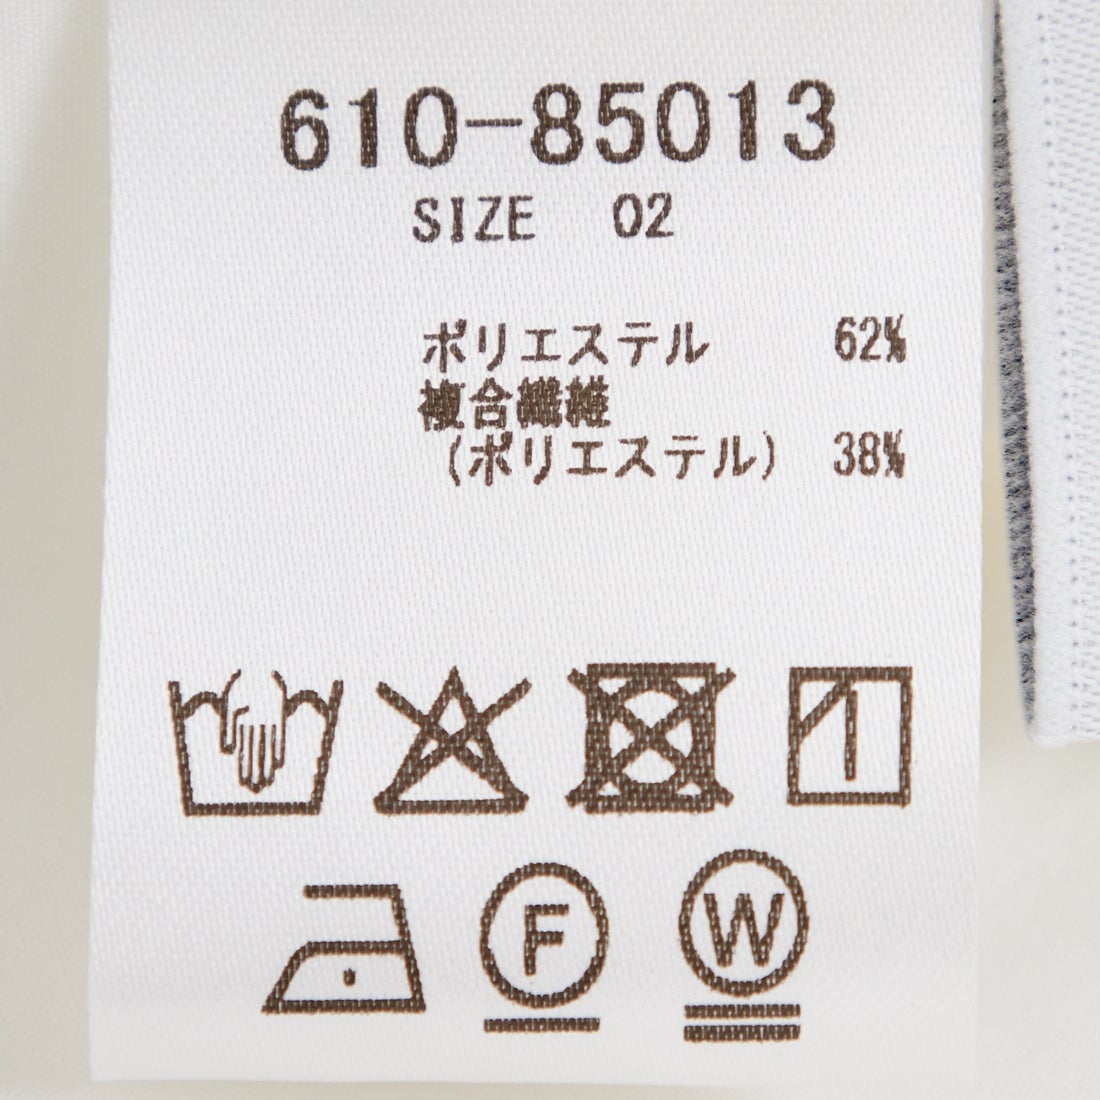 610-85013
SIZE 02
ポリエステル 62%
複合繊維
(ポリエステル) 38%
F W